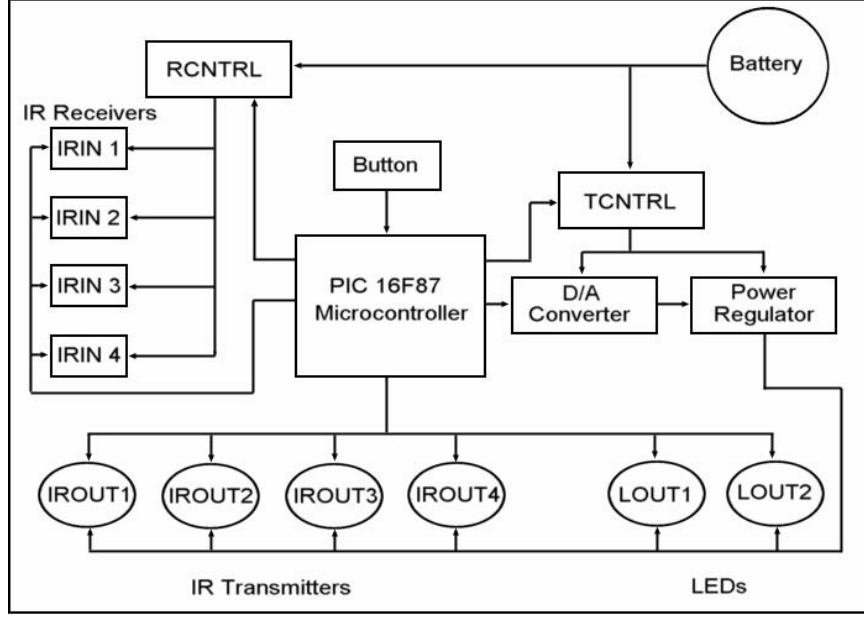 RCNTRL
Battery
IR Receivers
IRIN 1
Button
IRIN 2
TCNTRL
IRIN 3
PIC 16F87
Microcontroller
D/A
Converter
Power
Regulator
IRIN 4
IROUT1
IROUT2
IROUT3
IROUT4
LOUT1
LOUT2
IR Transmitters
LEDs